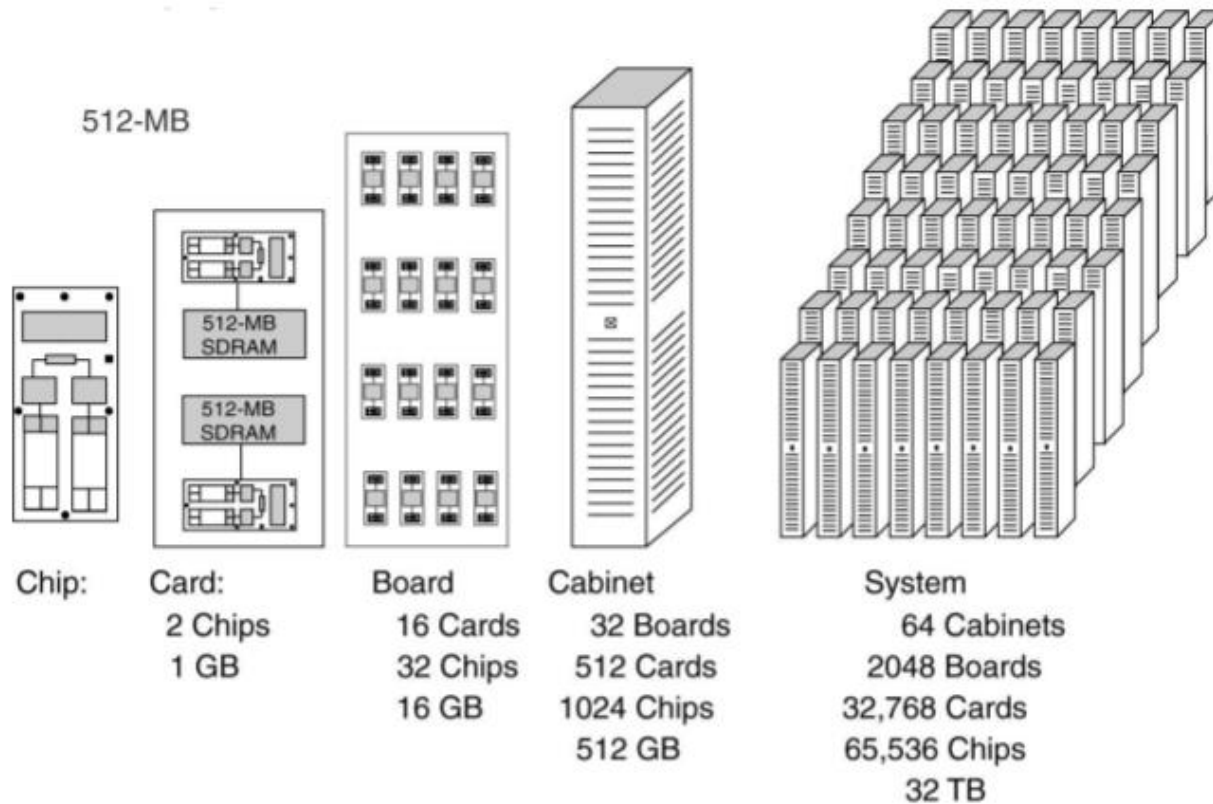 512-MB
512-MB
SDRAM
512-MB
SDRAM
Chip:
Card:
2 Chips
1 GB
Board
16 Cards
32 Chips
16 GB
Cabinet
32 Boards
512 Cards
1024 Chips
512 GB
System
64 Cabinets
2048 Boards
32,768 Cards
65,536 Chips
32 TB